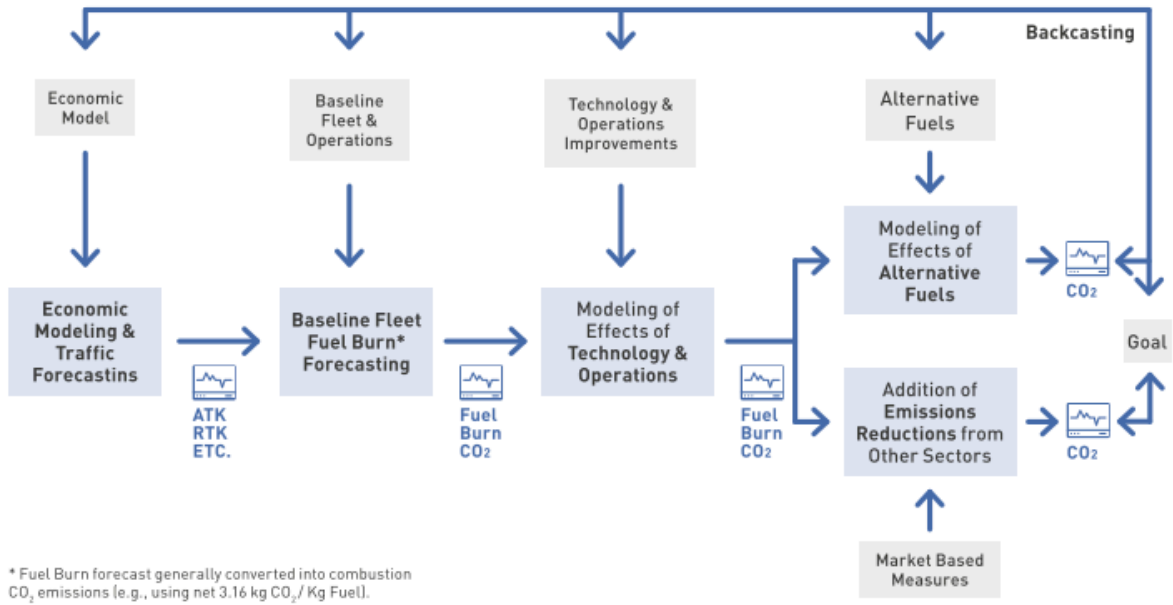 Backcasting
Economic
Model
Baseline
Fleet &
Operations
Technology &
Operations
Improvements
Alternative
Fuels
Economic
Modeling &
Traffic
Forecastins
ATK
RTK
ETC.
Baseline Fleet
Fuel Burn*
Forecasting
Fuel
Burn
CO₂
Modeling of
Effects of
Technology &
Operations
Fuel
Burn
CO₂
Modeling of
Effects of
Alternative
Fuels
CO₂
Goal
Addition of
Emissions
Reductions from
Other Sectors
CO₂
Market Based
Measures
* Fuel Burn forecast generally converted into combustion
CO₂ emissions (e.g., using net 3.16 kg CO₂/ Kg Fuel).